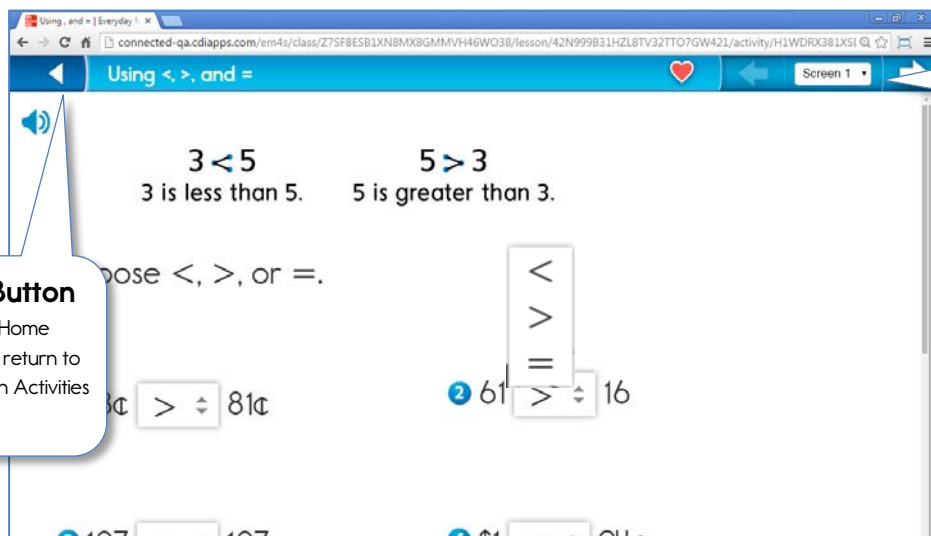 Using , and = | Everyday
connected-qa.cdiapps.com/em4s/class/Z7SF8ESB1XN8MX8GMMVH46WO38/lesson/42N999B31HZL8TV32TTO7GW421/activity/H1WDRX381XSI
Using <, >, and =
Screen 1
3 < 5
5 > 3
3 is less than 5.
5 is greater than 3.
<, >, or =.
<
>
=
Button
Home
return to
Activities
> 81¢
2 61 > 16
107
$1